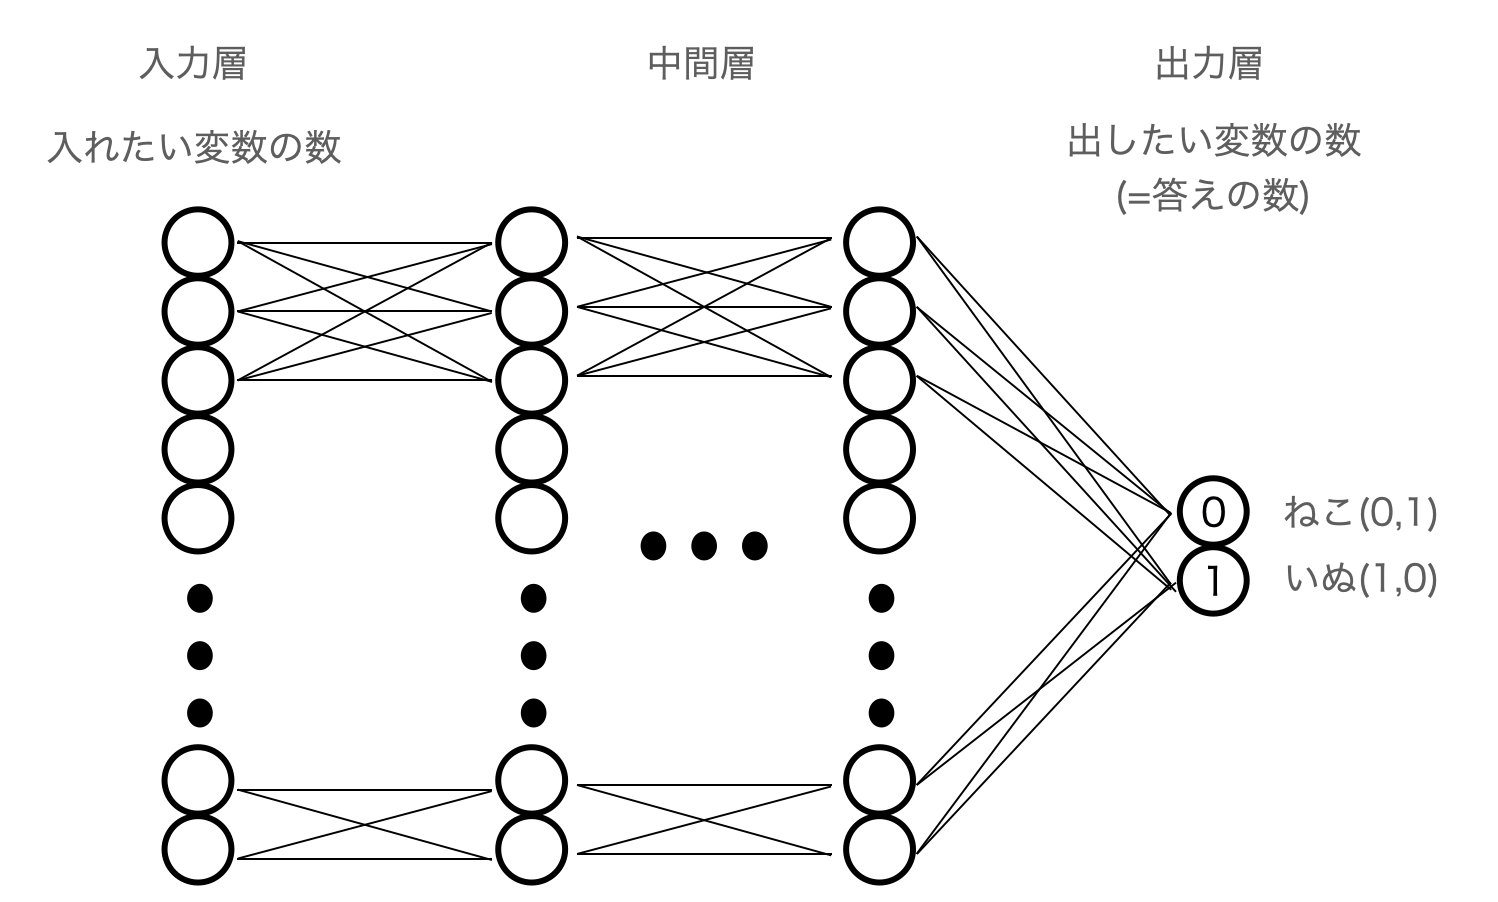 入力層
中間層
出力層
入れたい変数の数
出したい変数の数
(=答えの数)
0
ねこ(0,1)
1
いぬ(1,0)